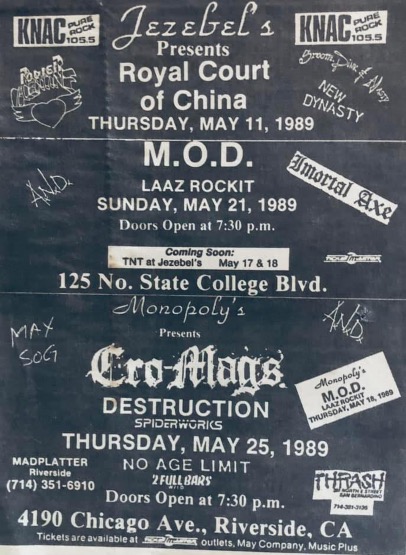 KNAC PURE ROCK 105.5
Jezebel's
Presents
Royal Court
of China
THURSDAY, MAY 11, 1989
KNAC PURE ROCK 105.5
NEW DYNASTY
M.O.D.
LAAZ ROCKIT
SUNDAY, MAY 21, 1989
Doors Open at 7:30 p.m.
A.N.D.
Imortal Axe
Coming Soon:
TNT at Jezebel's May 17 & 18
125 No. State College Blvd.
Monopoly's
Presents
MAX
A.N.D.
Cro-Mags
DESTRUCTION
SPIDERWORKS
THURSDAY, MAY 25, 1989
Monopoly's
M.O.D.
LAAZ ROCKIT
THURSDAY, MAY 18, 1989
MADPLATTER
Riverside
(714) 351-6910
NO AGE LIMIT
2 FULL BARS
Doors Open at 7:30 p.m.
THRASH
SAN BERNARDINO
714-381-3136
4190 Chicago Ave., Riverside, CA
Tickets are available at outlets, May Company, Music Plus